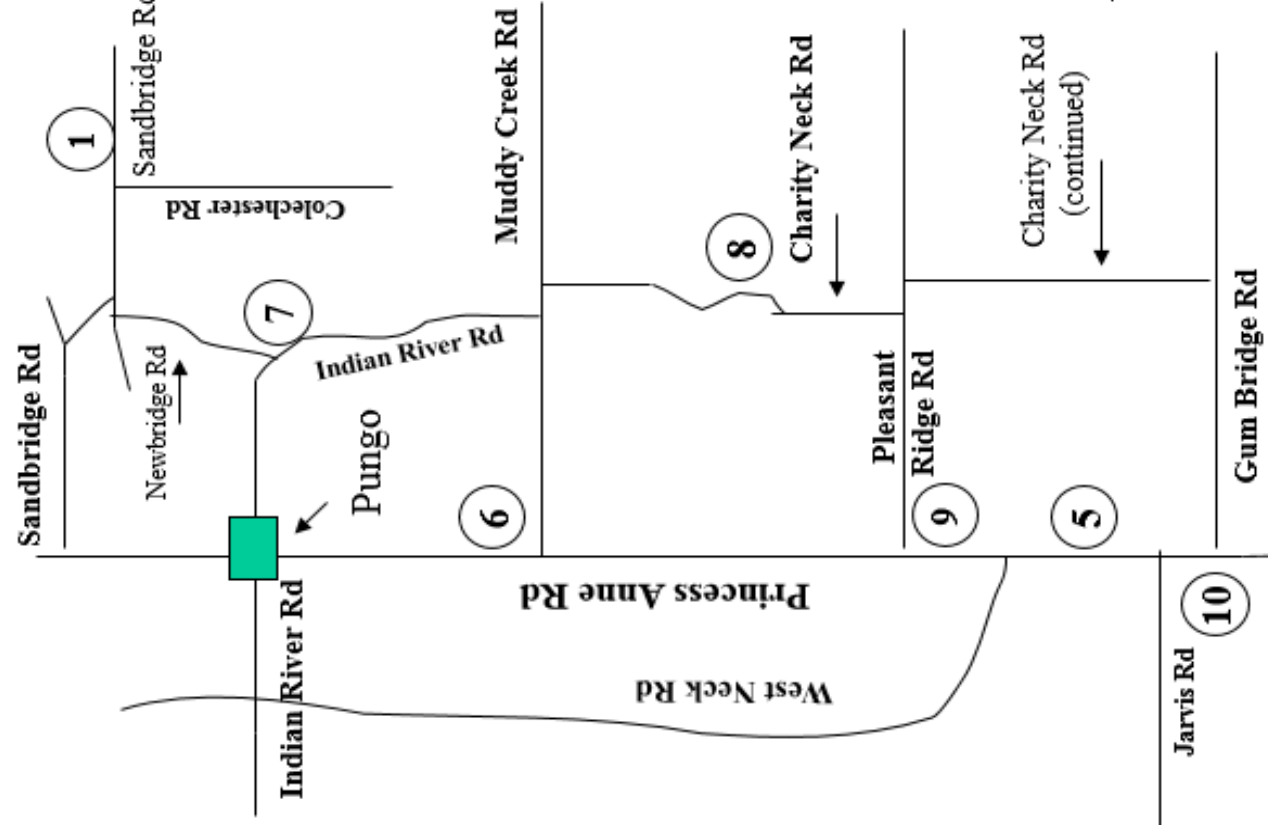 Sandbridge Rd
1
Sandbridge Rd
Colechester Rd
Muddy Creek Rd
Charity Neck Rd
8
Charity Neck Rd
(continued)
7
Newbridge Rd
Indian River Rd
Pungo
6
Pleasant
Ridge Rd
9
5
Gum Bridge Rd
Princess Anne Rd
Indian River Rd
West Neck Rd
10
Jarvis Rd